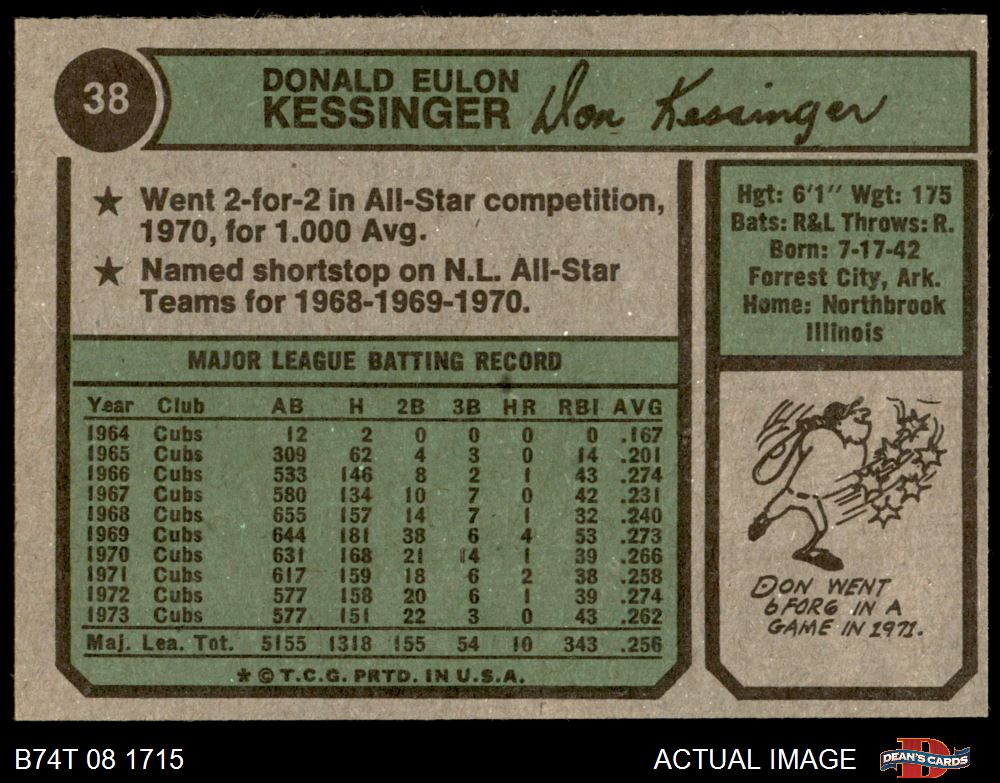 38
DONALD EULON
KESSINGER Don Kessinger
★ Went 2-for-2 in All-Star competition,
1970, for 1.000 Avg.
★ Named shortstop on N.L. All-Star
Teams for 1968-1969-1970.
Hgt: 6'1" Wgt: 175
Bats: R&L Throws: R.
Born: 7-17-42
Forrest City, Ark.
Home: Northbrook
Illinois
MAJOR LEAGUE BATTING RECORD
Year Club AB H 2B 3B HR RBI AVG
1964 Cubs 12 2 0 0 0 0 .167
1965 Cubs 309 62 4 3 0 14 .201
1966 Cubs 533 146 8 2 1 43 .274
1967 Cubs 580 134 10 7 0 42 .231
1968 Cubs 655 157 14 7 1 32 .240
1969 Cubs 644 181 38 6 4 53 .273
1970 Cubs 631 168 21 14 1 39 .266
1971 Cubs 617 159 18 6 2 38 .258
1972 Cubs 577 158 20 6 1 39 .274
1973 Cubs 577 151 22 3 0 43 .262
Maj. Lea. Tot. 5155 1318 155 54 10 343 .256
* © T.C.G. PRTD. IN U.S.A.
DON WENT
6 FOR 6 IN A
GAME IN 1971.
B74T 08 1715
ACTUAL IMAGE
D
DEAN'S CARDS